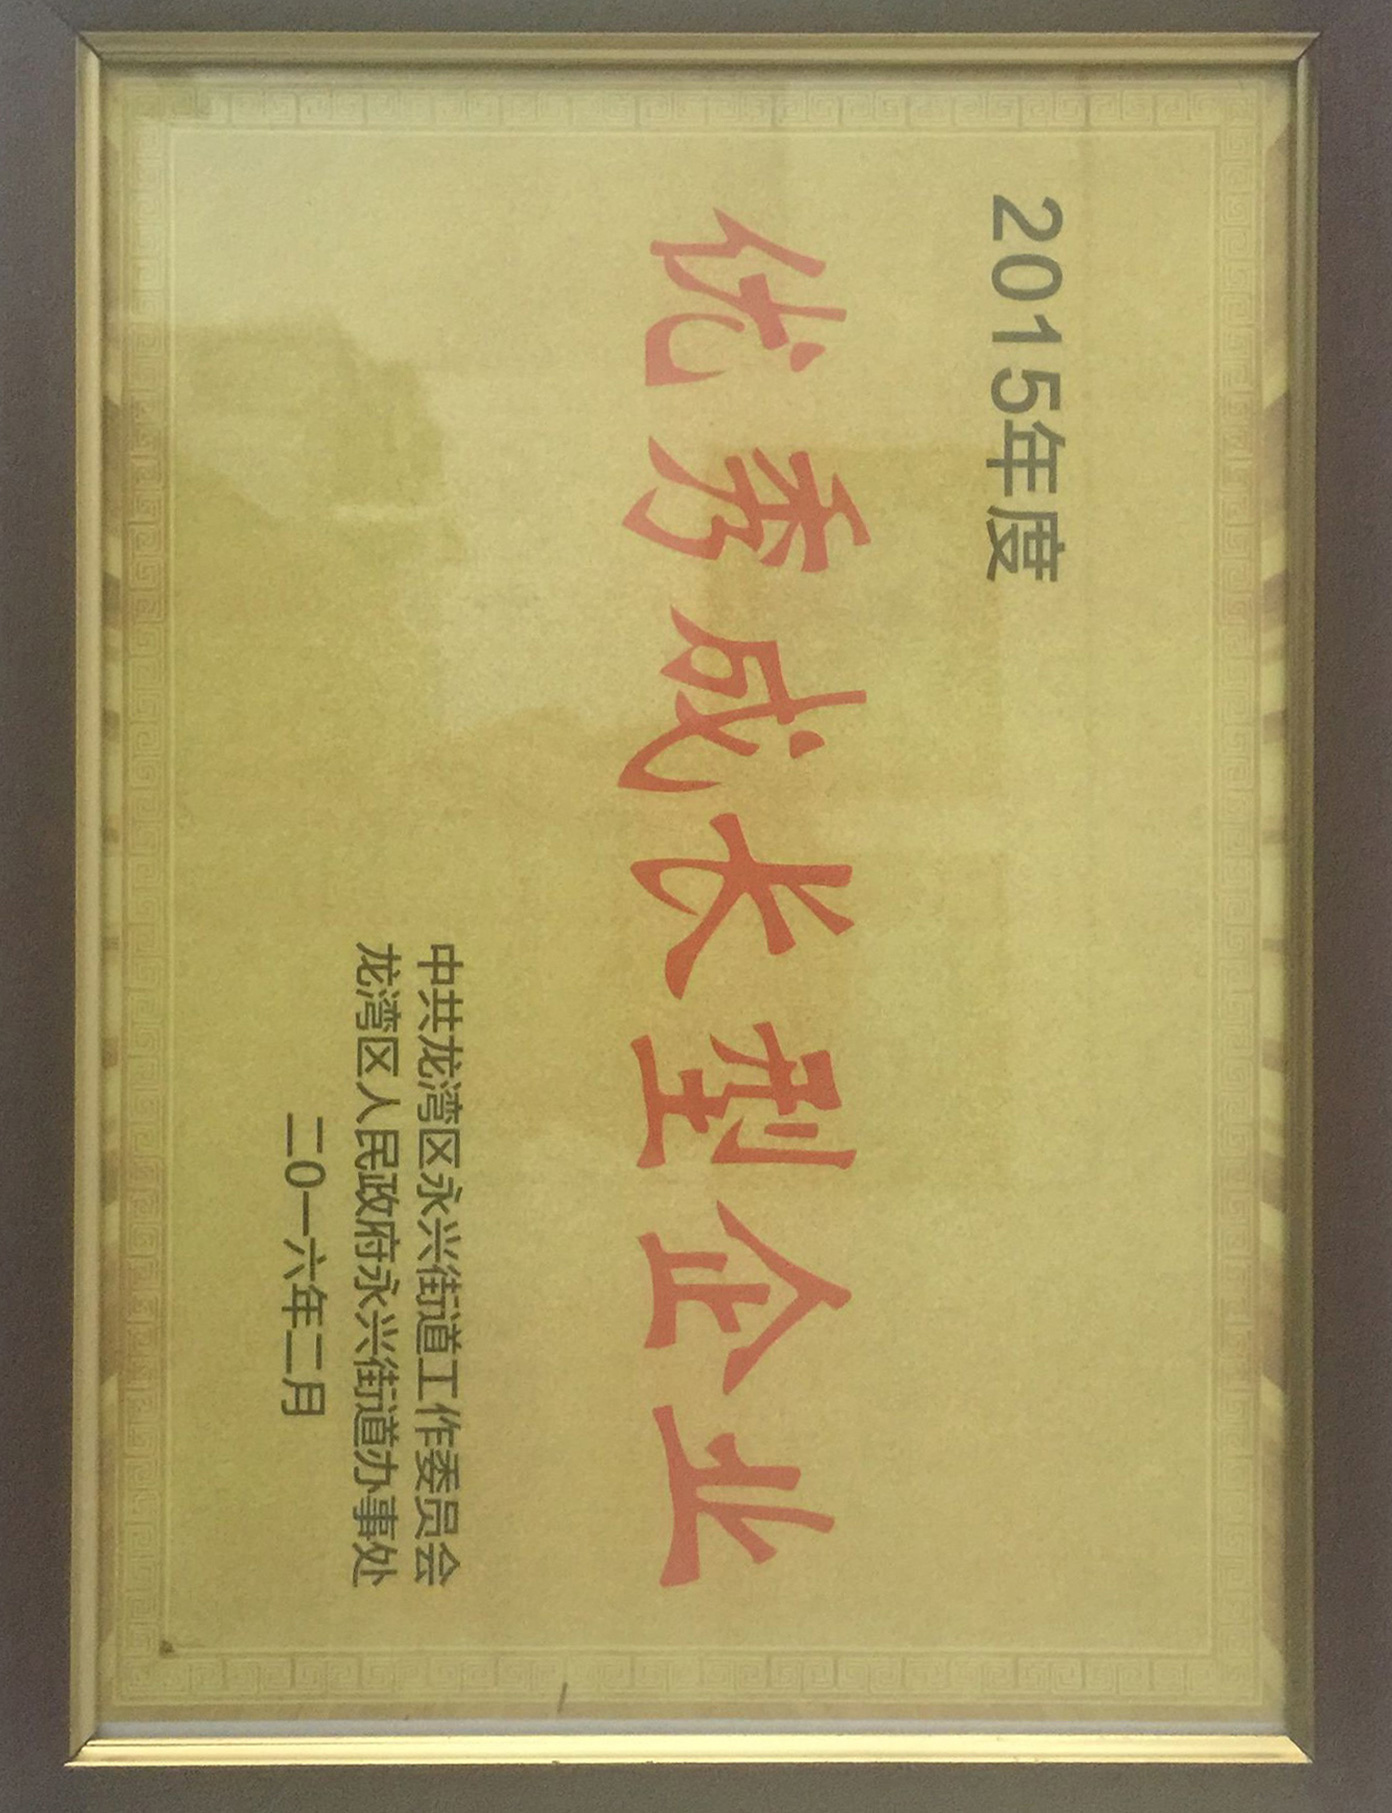 2015年度
优秀成长型企业
中共龙湾区永兴街道工作委员会
龙湾区人民政府永兴街道办事处
二0一六年二月